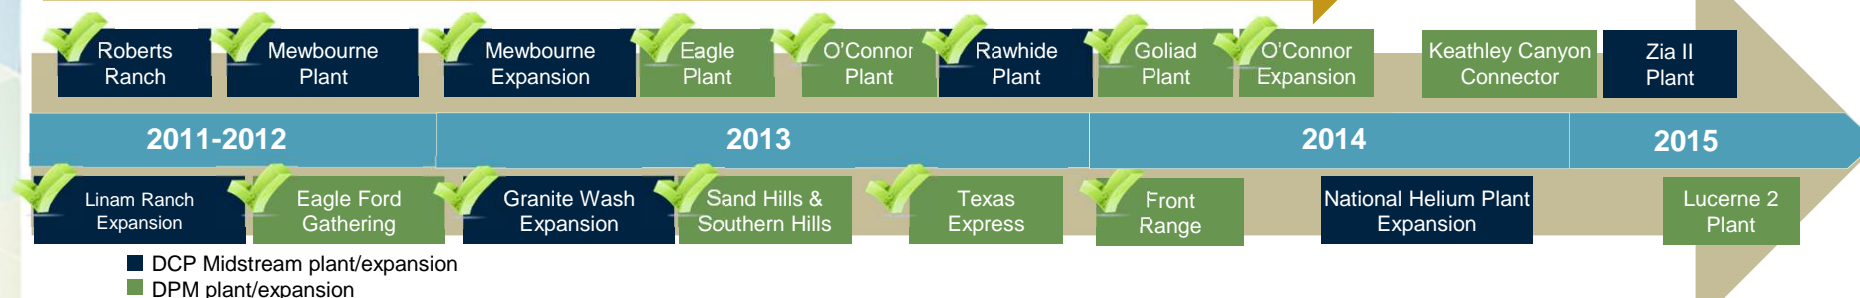 Roberts
Ranch
Mewbourne
Plant
Mewbourne
Expansion
Eagle
Plant
O'Connor
Plant
Rawhide
Plant
Goliad
Plant
O'Connor
Expansion
Keathley Canyon
Connector
Zia II
Plant
2011-2012
2013
2014
2015
Linam Ranch
Expansion
Eagle Ford
Gathering
Granite Wash
Expansion
Sand Hills &
Southern Hills
Texas
Express
Front
Range
National Helium Plant
Expansion
Lucerne 2
Plant
DCP Midstream plant/expansion
DPM plant/expansion